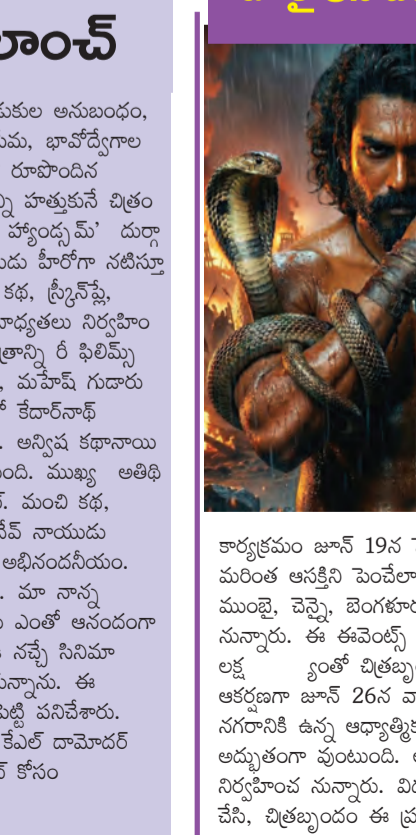 లాంచ్
డుకుల అనుబంధం,
భావోద్వేగాల
రూపొందిన
హత్తుకునే చిత్రం
హ్యాండ్సమ్' దుర్గా
హీరోగా నటిస్తూ
కథ, స్క్రీన్‌ప్లే,
బాధ్యతలు నిర్వహిం
రీ ఫిలిమ్స్
మహేష్ గుడారు
కేదార్‌నాథ్
అన్విష కథానాయి
ముఖ్య అతిథి
మంచి కథ,
దేవ్ నాయుడు
అభినందనీయం.
. మా నాన్న
ఎంతో ఆనందంగా
నచ్చే సినిమా
న్నాను. ఈ
పెట్టి పనిచేశారు.
కేఎల్ దామోదర్
కోసం
కార్యక్రమం జూన్ 19న
మరింత ఆసక్తిని పెంచేలా
ముంబై, చెన్నై, బెంగళూరు
నున్నారు. ఈ ఈవెంట్స్
లక్ష్య ంతో చిత్రబృ
ఆకర్షణగా జూన్ 26న వా
నగరానికి ఉన్న ఆధ్యాత్మిక
అద్భుతంగా వుంటుంది.
నిర్వహించ నున్నారు.
చేసి, చిత్రబృందం ఈ ప్ర